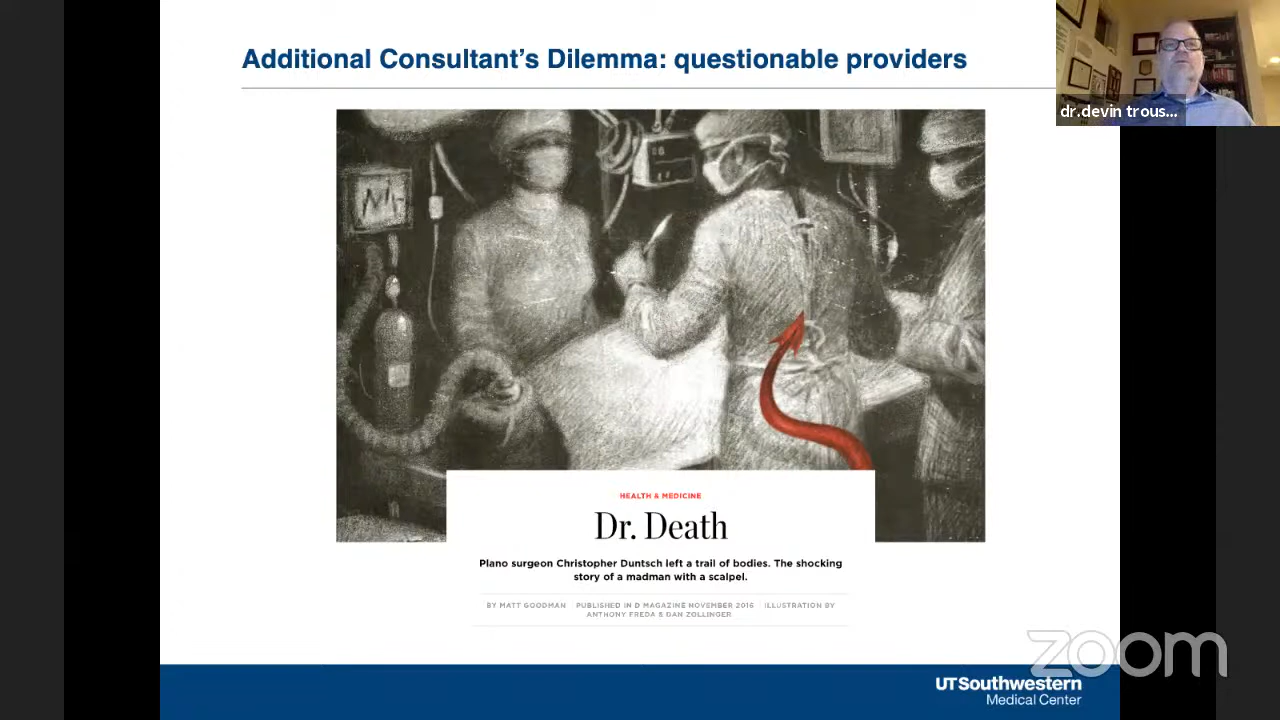 Additional Consultant's Dilemma: questionable providers
dr.devin trous...
HEALTH & MEDICINE
Dr. Death
Plano surgeon Christopher Duntsch left a trail of bodies. The shocking
story of a madman with a scalpel.
BY MATT GOODMAN PUBLISHED IN D MAGAZINE NOVEMBER 2016 ILLUSTRATION BY
ANTHONY FREDA & DAN ZOLLINGER
zoom
UTSouthwestern
Medical Center